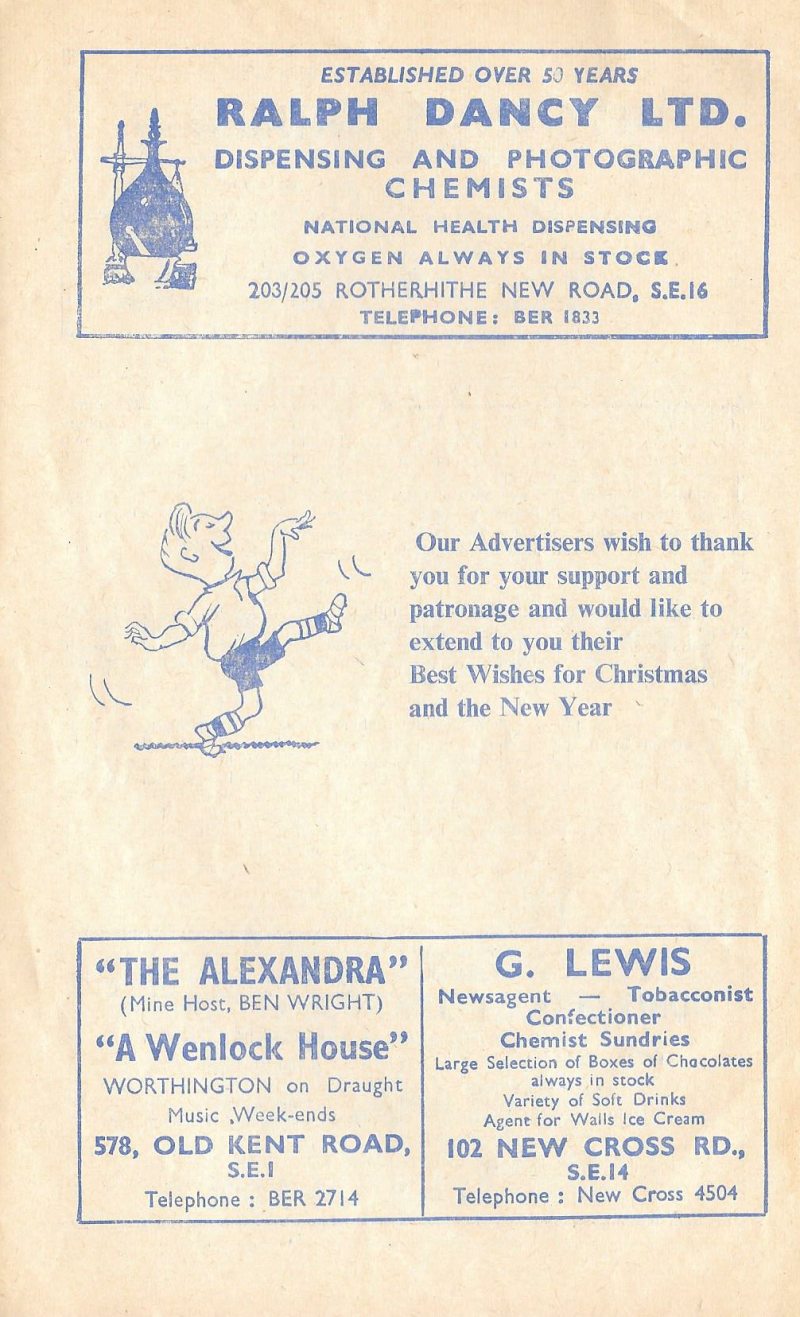 ESTABLISHED OVER 50 YEARS
RALPH DANCY LTD.
DISPENSING AND PHOTOGRAPHIC
CHEMISTS
NATIONAL HEALTH DISPENSING
OXYGEN ALWAYS IN STOCK
203/205 ROTHERHITHE NEW ROAD, S.E.16
TELEPHONE: BER 1833
Our Advertisers wish to thank
you for your support and
patronage and would like to
extend to you their
Best Wishes for Christmas
and the New Year
"THE ALEXANDRA"
(Mine Host, BEN WRIGHT)
"A Wenlock House"
WORTHINGTON on Draught
Music Week-ends
578, OLD KENT ROAD,
S.E.1
Telephone : BER 2714
G. LEWIS
Newsagent — Tobacconist
Confectioner
Chemist Sundries
Large Selection of Boxes of Chocolates
always in stock
Variety of Soft Drinks
Agent for Walls Ice Cream
102 NEW CROSS RD.,
S.E.14
Telephone : New Cross 4504